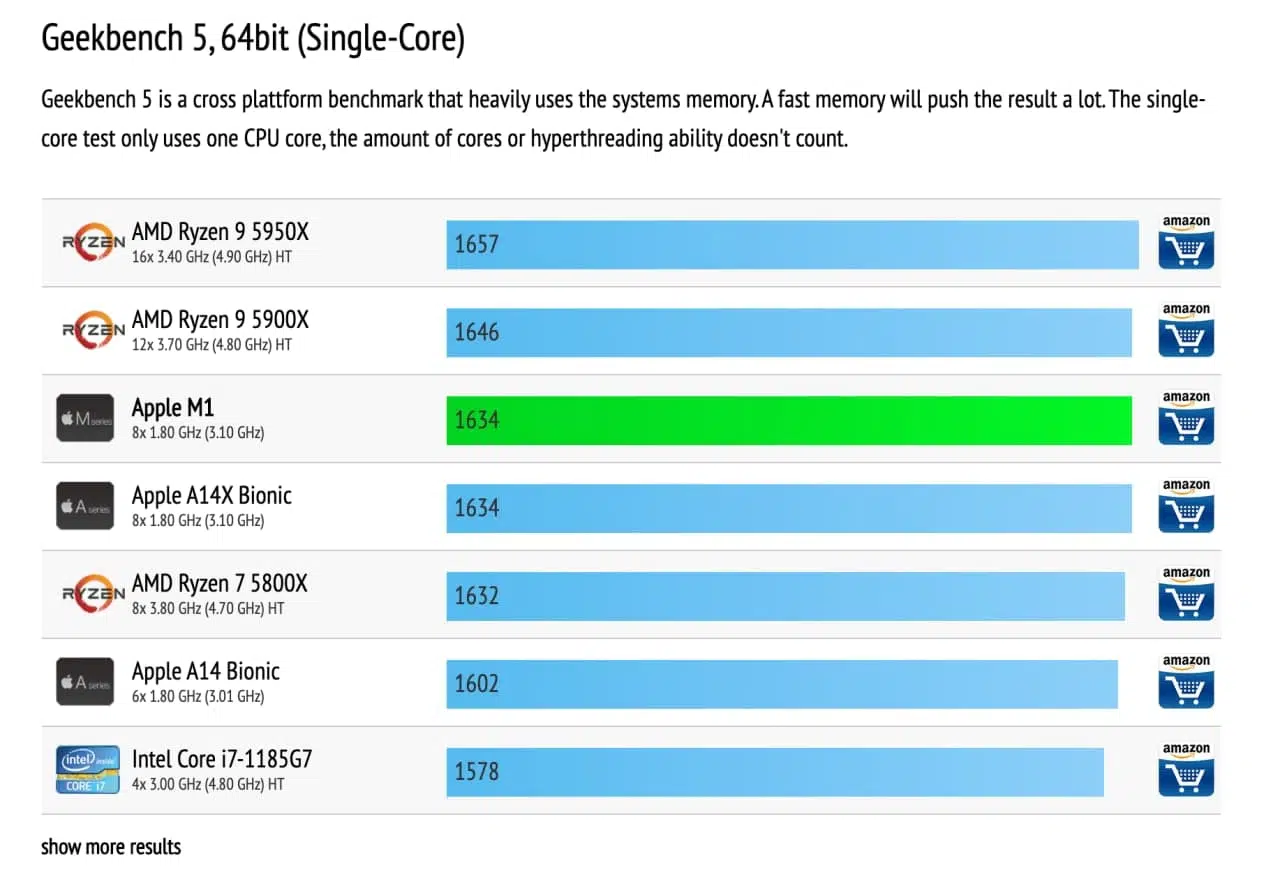 Geekbench 5, 64bit (Single-Core)
Geekbench 5 is a cross plattform benchmark that heavily uses the systems memory. A fast memory will push the result a lot. The single-
core test only uses one CPU core, the amount of cores or hyperthreading ability doesn't count.
RYZEN
AMD Ryzen 9 5950X
16x 3.40 GHz (4.90 GHz) HT
1657
amazon
RYZEN
AMD Ryzen 9 5900X
12x 3.70 GHz (4.80 GHz) HT
1646
amazon
M series
Apple M1
8x 1.80 GHz (3.10 GHz)
1634
amazon
A series
Apple A14X Bionic
8x 1.80 GHz (3.10 GHz)
1634
amazon
RYZEN
AMD Ryzen 7 5800X
8x 3.80 GHz (4.70 GHz) HT
1632
amazon
A series
Apple A14 Bionic
6x 1.80 GHz (3.01 GHz)
1602
amazon
intel inside
CORE i7
Intel Core i7-1185G7
4x 3.00 GHz (4.80 GHz) HT
1578
amazon
show more results